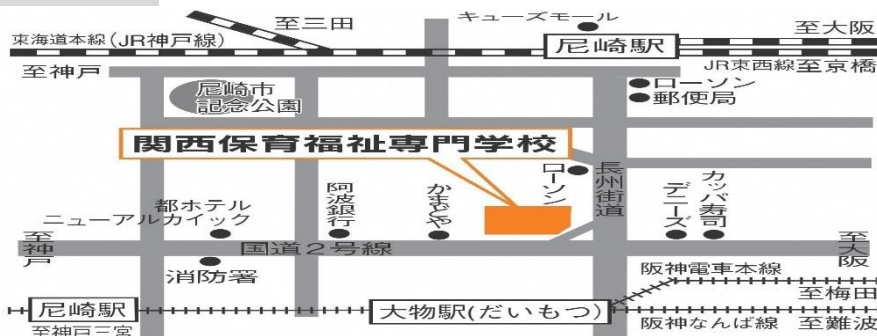 至三田
キューズモール
至大阪
東海道本線(JR神戸線)
尼崎駅
至神戸
JR東西線 至京橋
尼崎市
記念公園
ローソン
郵便局
関西保育福祉専門学校
ローソン
長州街道
都ホテル
ニューアルカイック
阿波銀行
かまどや
デニーズ
カッパ寿司
至神戸
国道2号線
至大阪
消防署
阪神電車本線
至梅田
尼崎駅
大物駅(だいもつ)
至神戸三宮
阪神なんば線 至難波